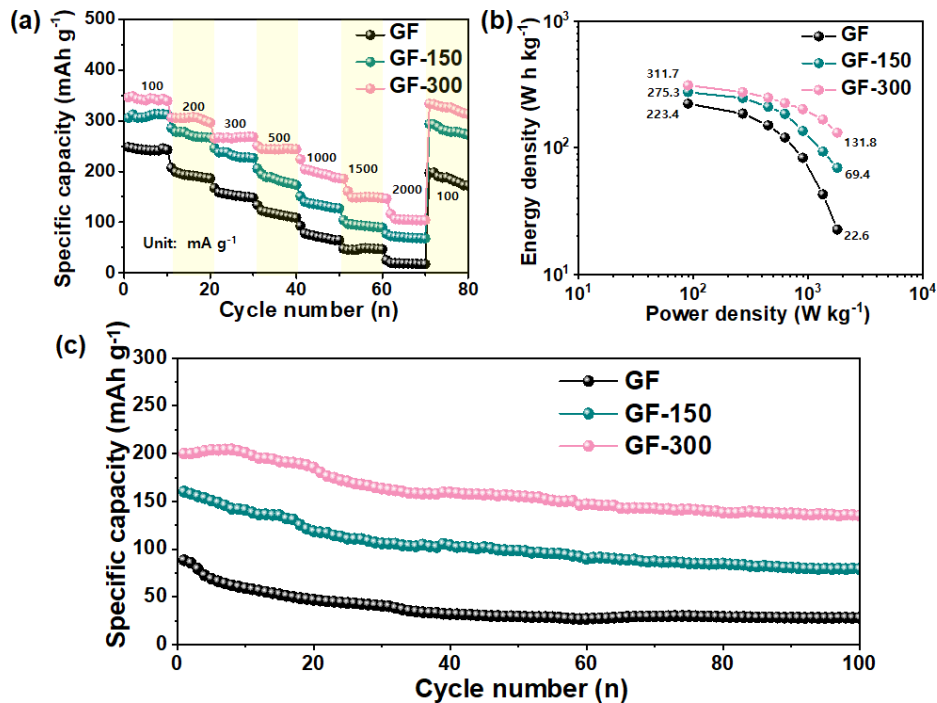 (a)
Specific capacity (mAh g⁻¹)
500
400
300
200
100
0
GF
GF-150
GF-300
100
200
300
500
1000
1500
2000
100
Unit: mA g⁻¹
0
20
40
60
80
Cycle number (n)
(b)
Energy density (W h kg⁻¹)
10³
10²
10¹
GF
GF-150
GF-300
311.7
275.3
223.4
131.8
69.4
22.6
10¹
10²
10³
10⁴
Power density (W kg⁻¹)
(c)
Specific capacity (mAh g⁻¹)
300
250
200
150
100
50
0
GF
GF-150
GF-300
0
20
40
60
80
100
Cycle number (n)